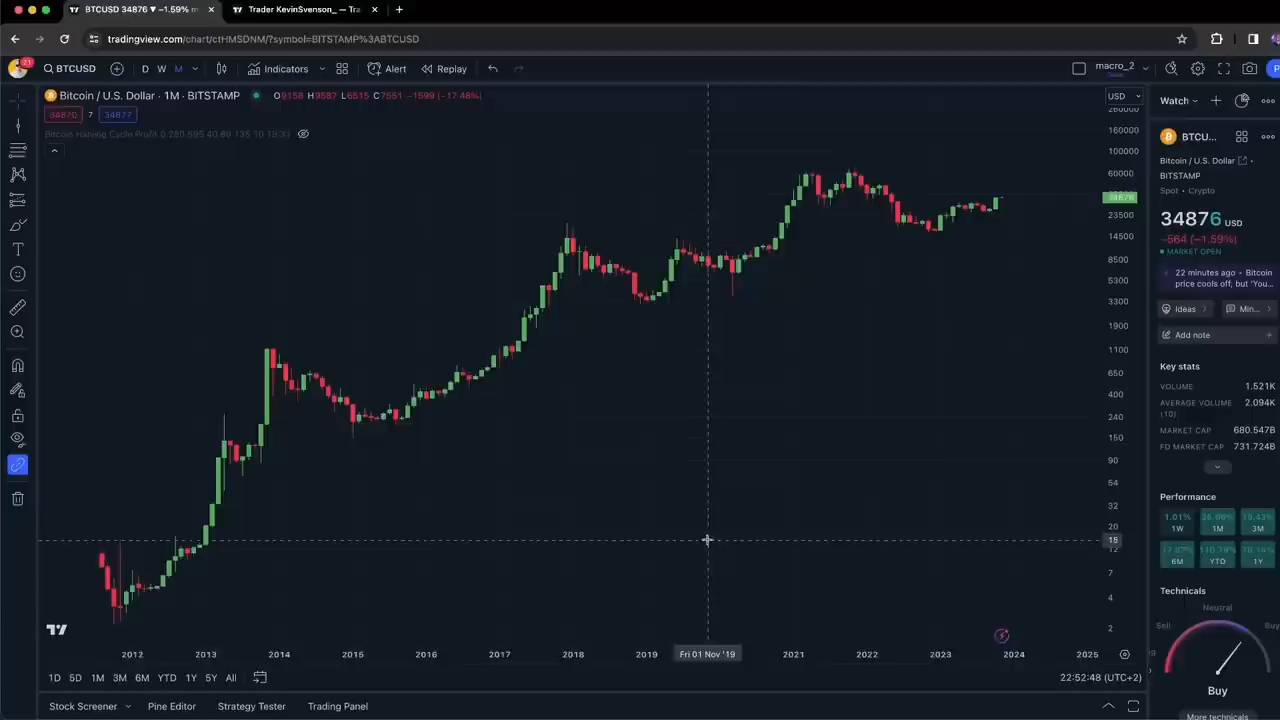 BTCUSD 34876 ▼ −1.59% m
Trader KevinSvenson_ — Tra
tradingview.com/chart/ctHMSDNM/?symbol=BITSTAMP%3ABTCUSD
21
BTCUSD
D W M
Indicators
Alert
Replay
macro_2
Bitcoin / U.S. Dollar · 1M · BITSTAMP
O9158 H9587 L6515 C7551 −1599 (−17.48%)
34870 7 34877
USD
160000
100000
60000
34876
23500
14500
8500
5300
3300
1900
1100
650
400
240
150
90
54
32
20
15
12
7
4
2
2012 2013 2014 2015 2016 2017 2018 2019 Fri 01 Nov '19 2021 2022 2023 2024 2025
1D 5D 1M 3M 6M YTD 1Y 5Y All
22:52:48 (UTC+2)
Stock Screener
Pine Editor
Strategy Tester
Trading Panel
Watch
BTCU...
Bitcoin / U.S. Dollar
BITSTAMP
Spot • Crypto
34876 USD
−564 (−1.59%)
MARKET OPEN
22 minutes ago • Bitcoin
price cools off, but 'You...
Ideas
Min...
Add note
Key stats
VOLUME 1.521K
AVERAGE VOLUME 2.094K
(10)
MARKET CAP 680.547B
FD MARKET CAP 731.724B
Performance
1.01% 
1W 1M 3M
110.79%
6M YTD 1Y
Technicals
Neutral
Sell
Buy
Buy
More technicals